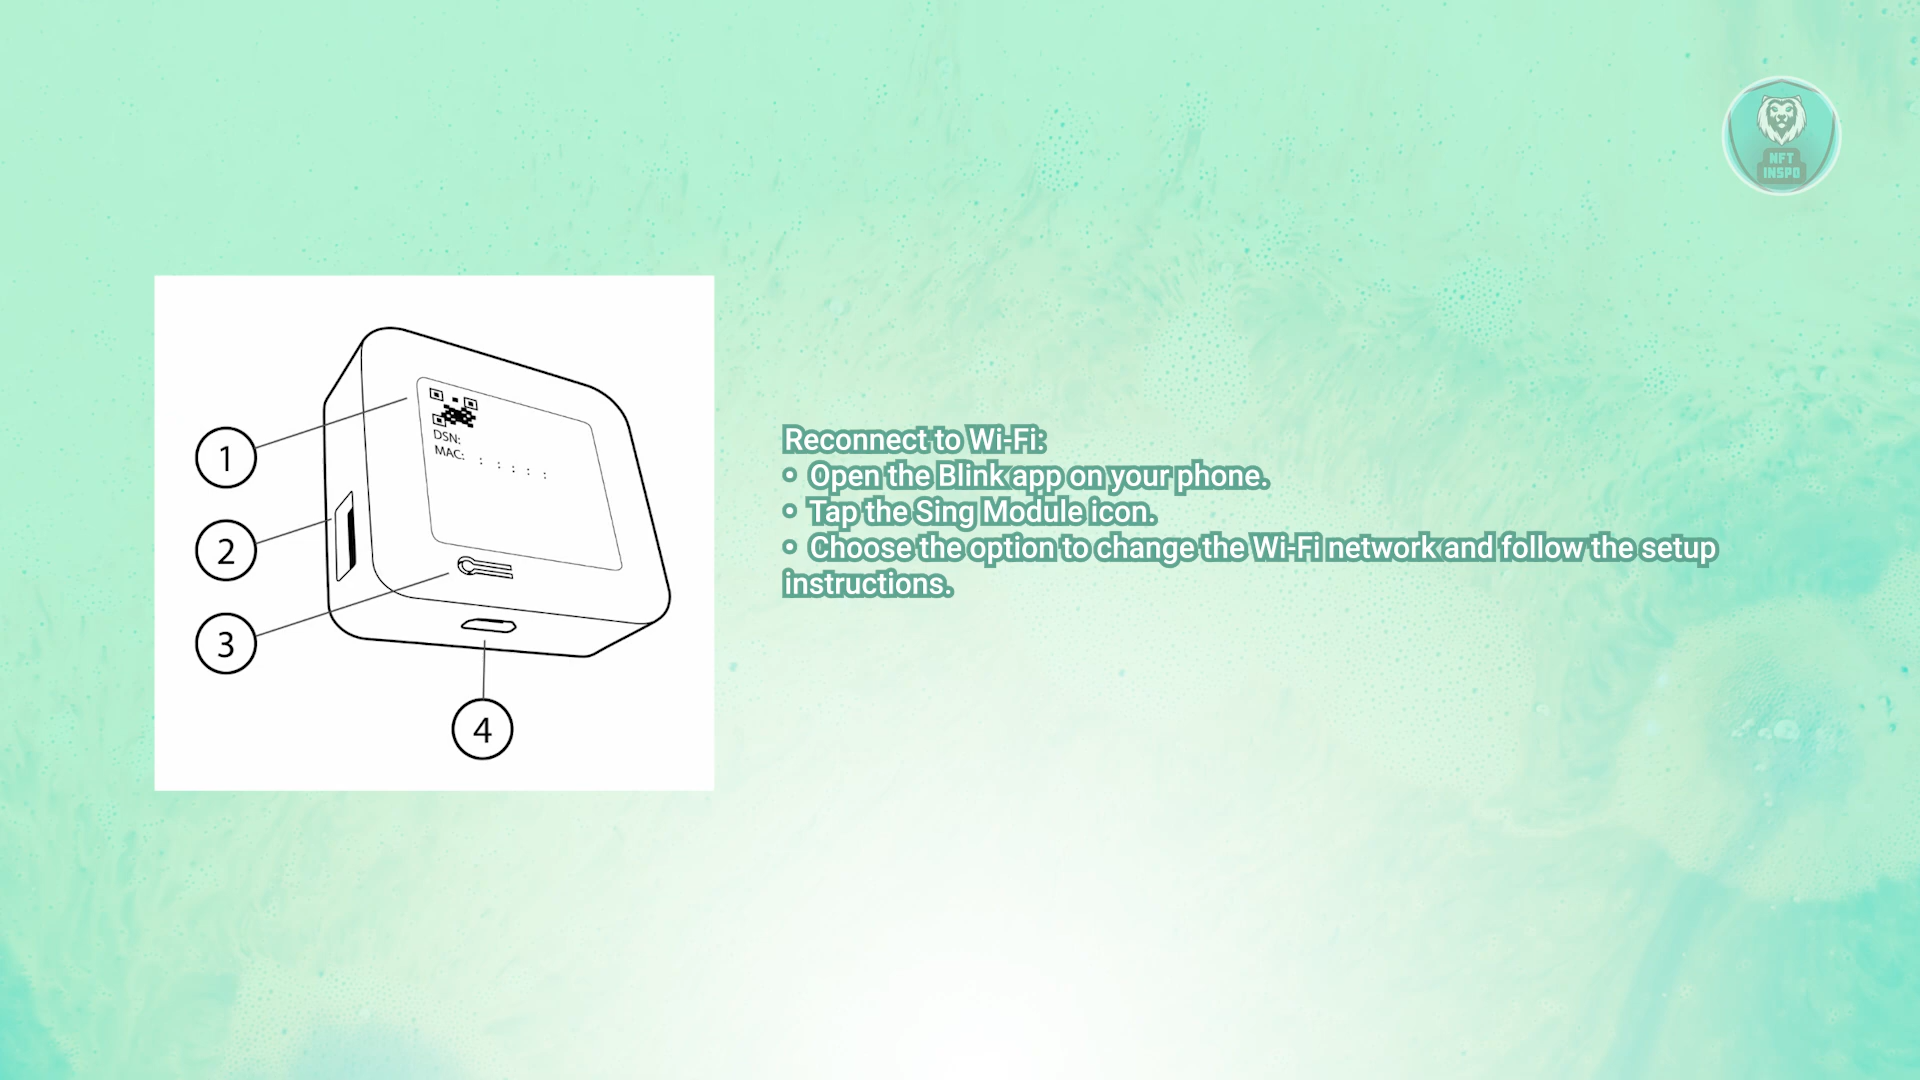 NFT
INSPO
DSN:
MAC: : : : : :
1
2
3
4
Reconnect to Wi-Fi:
• Open the Blink app on your phone.
• Tap the Sing Module icon.
• Choose the option to change the Wi-Fi network and follow the setup
instructions.